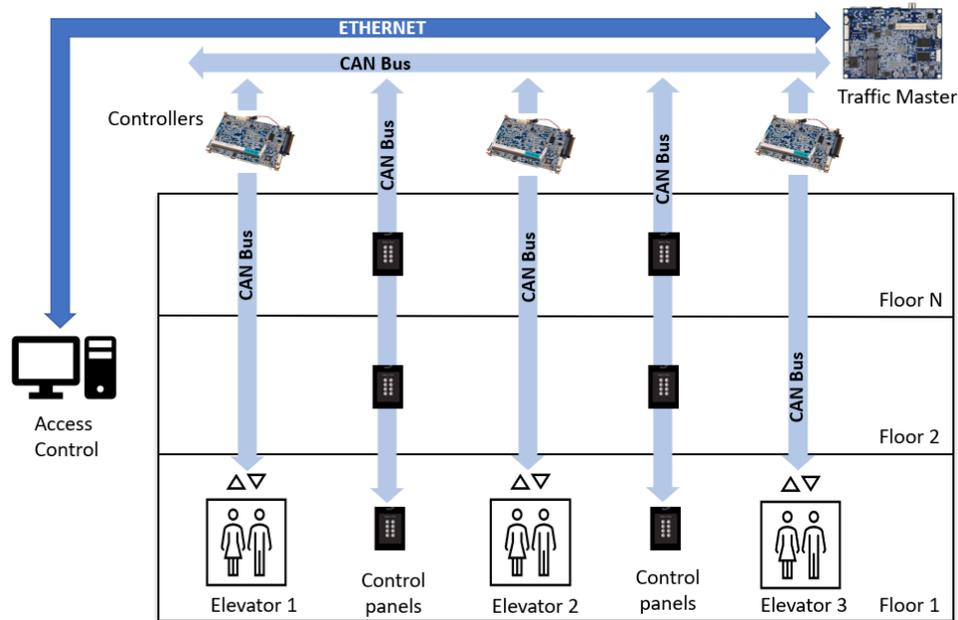 ETHERNET
CAN Bus
Traffic Master
Controllers
CAN Bus
CAN Bus
CAN Bus
CAN Bus
CAN Bus
Floor N
Access
Control
Floor 2
Control
panels
Control
panels
Elevator 1
Elevator 2
Elevator 3
Floor 1